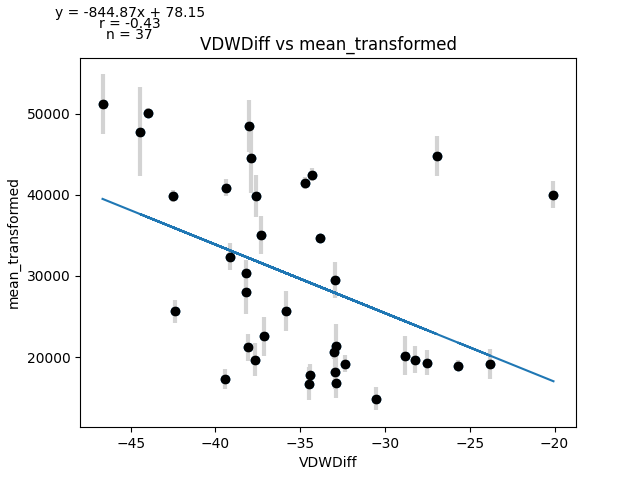 y = -844.87x + 78.15
r = -0.43
n = 37
VDWDiff vs mean_transformed
mean_transformed
50000
40000
30000
20000
−45
−40
−35
−30
−25
−20
VDWDiff